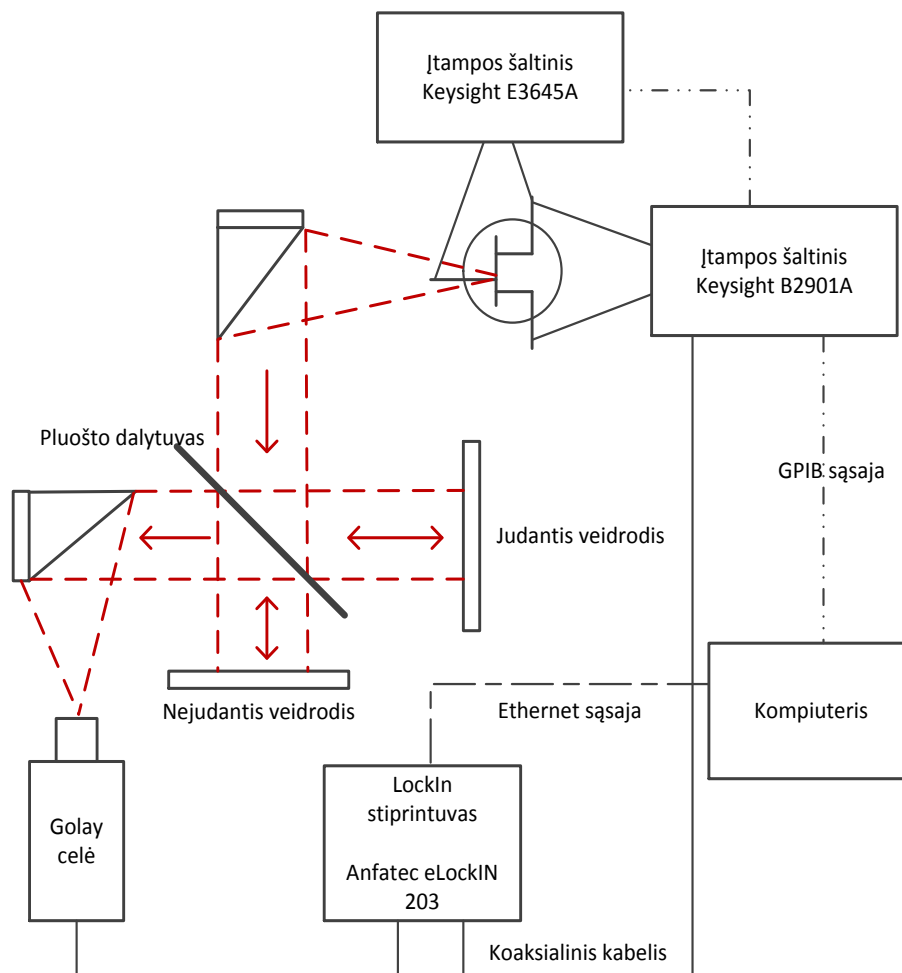 Įtampos šaltinis
Keysight E3645A
Įtampos šaltinis
Keysight B2901A
Pluošto dalytuvas
GPIB sąsaja
Judantis veidrodis
Nejudantis veidrodis
Ethernet sąsaja
Kompiuteris
Golay
celė
LockIn
stiprintuvas
Anfatec eLockIN
203
Koaksialinis kabelis